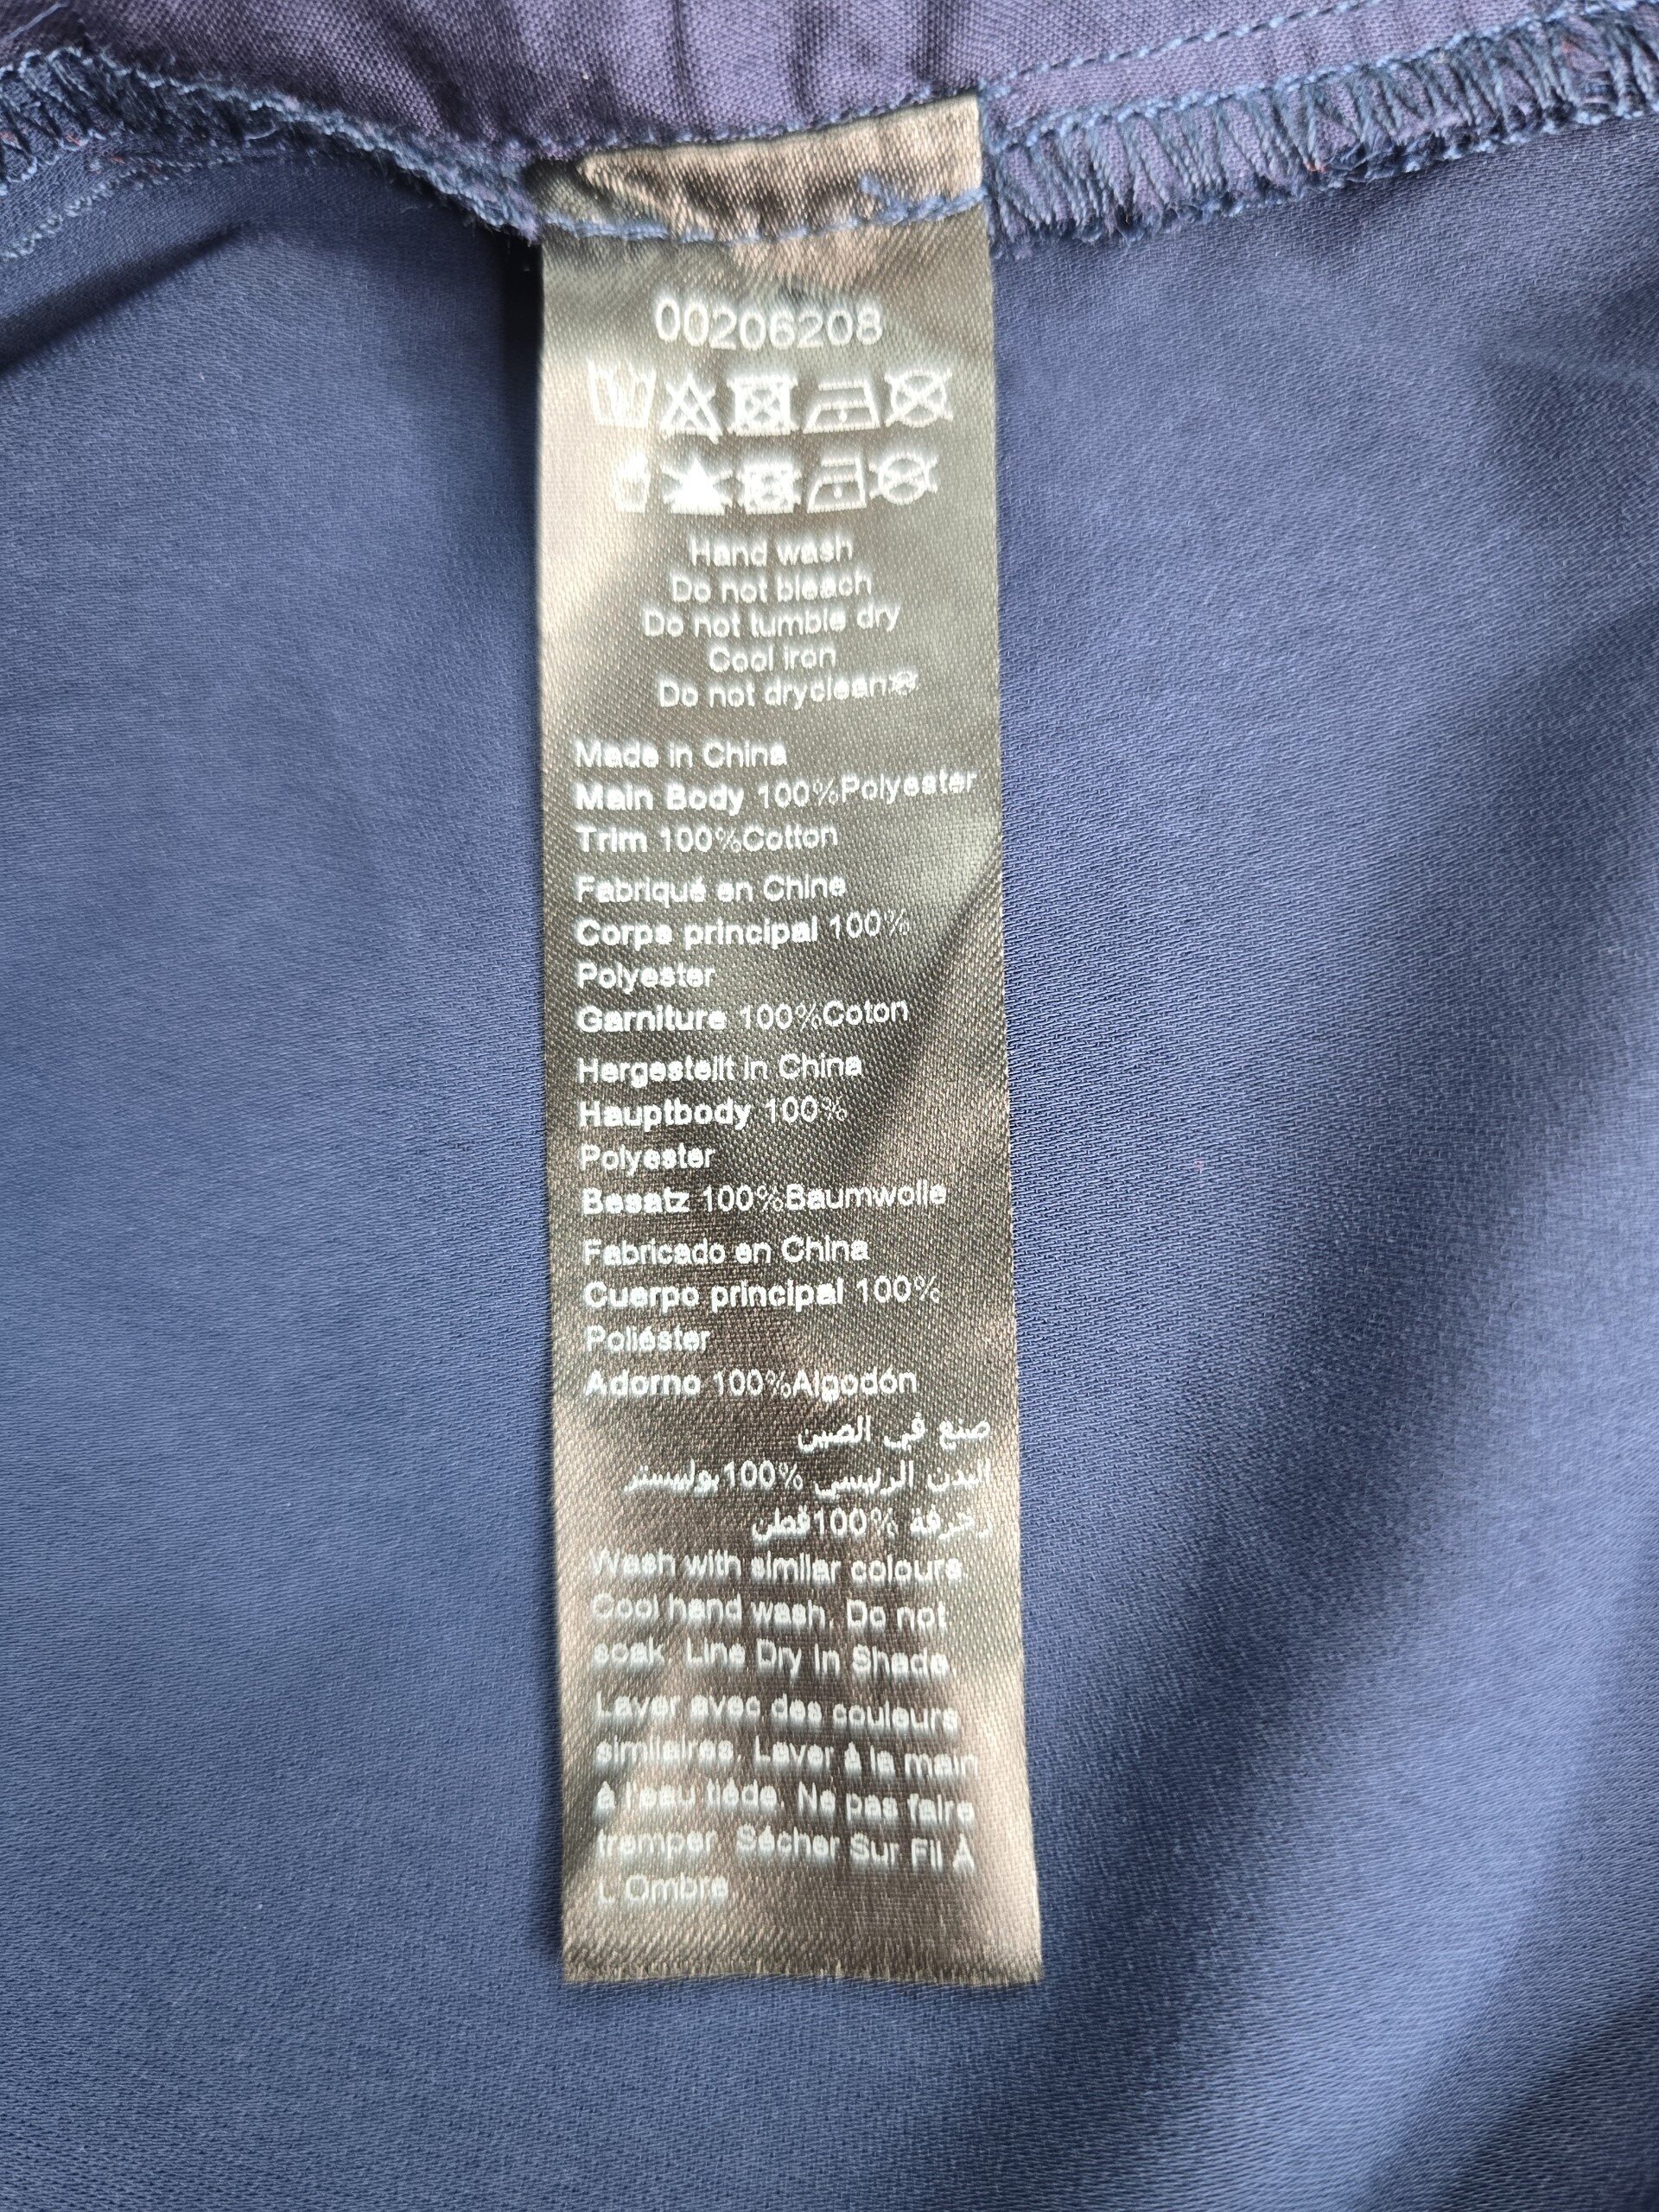 00206208
Hand wash
Do not bleach
Do not tumble dry
Cool iron
Do not dryclean
Made in China
Main Body 100%Polyester
Trim 100%Cotton
Fabriqué en Chine
Corps principal 100%
Polyester
Garniture 100%Coton
Hergestellt in China
Hauptbody 100%
Polyester
Besatz 100%Baumwolle
Fabricado en China
Cuerpo principal 100%
Poliéster
Adorno 100%Algodón
صنع في الصين
البدن الرئيسي %100بوليستر
زخرفة %100قطن
Wash with similar colours
Cool hand wash. Do not
soak. Line Dry In Shade.
Laver avec des couleurs
similaires. Laver à la main
à l'eau tiède. Ne pas faire
tremper. Sécher Sur Fil À
L'Ombre.